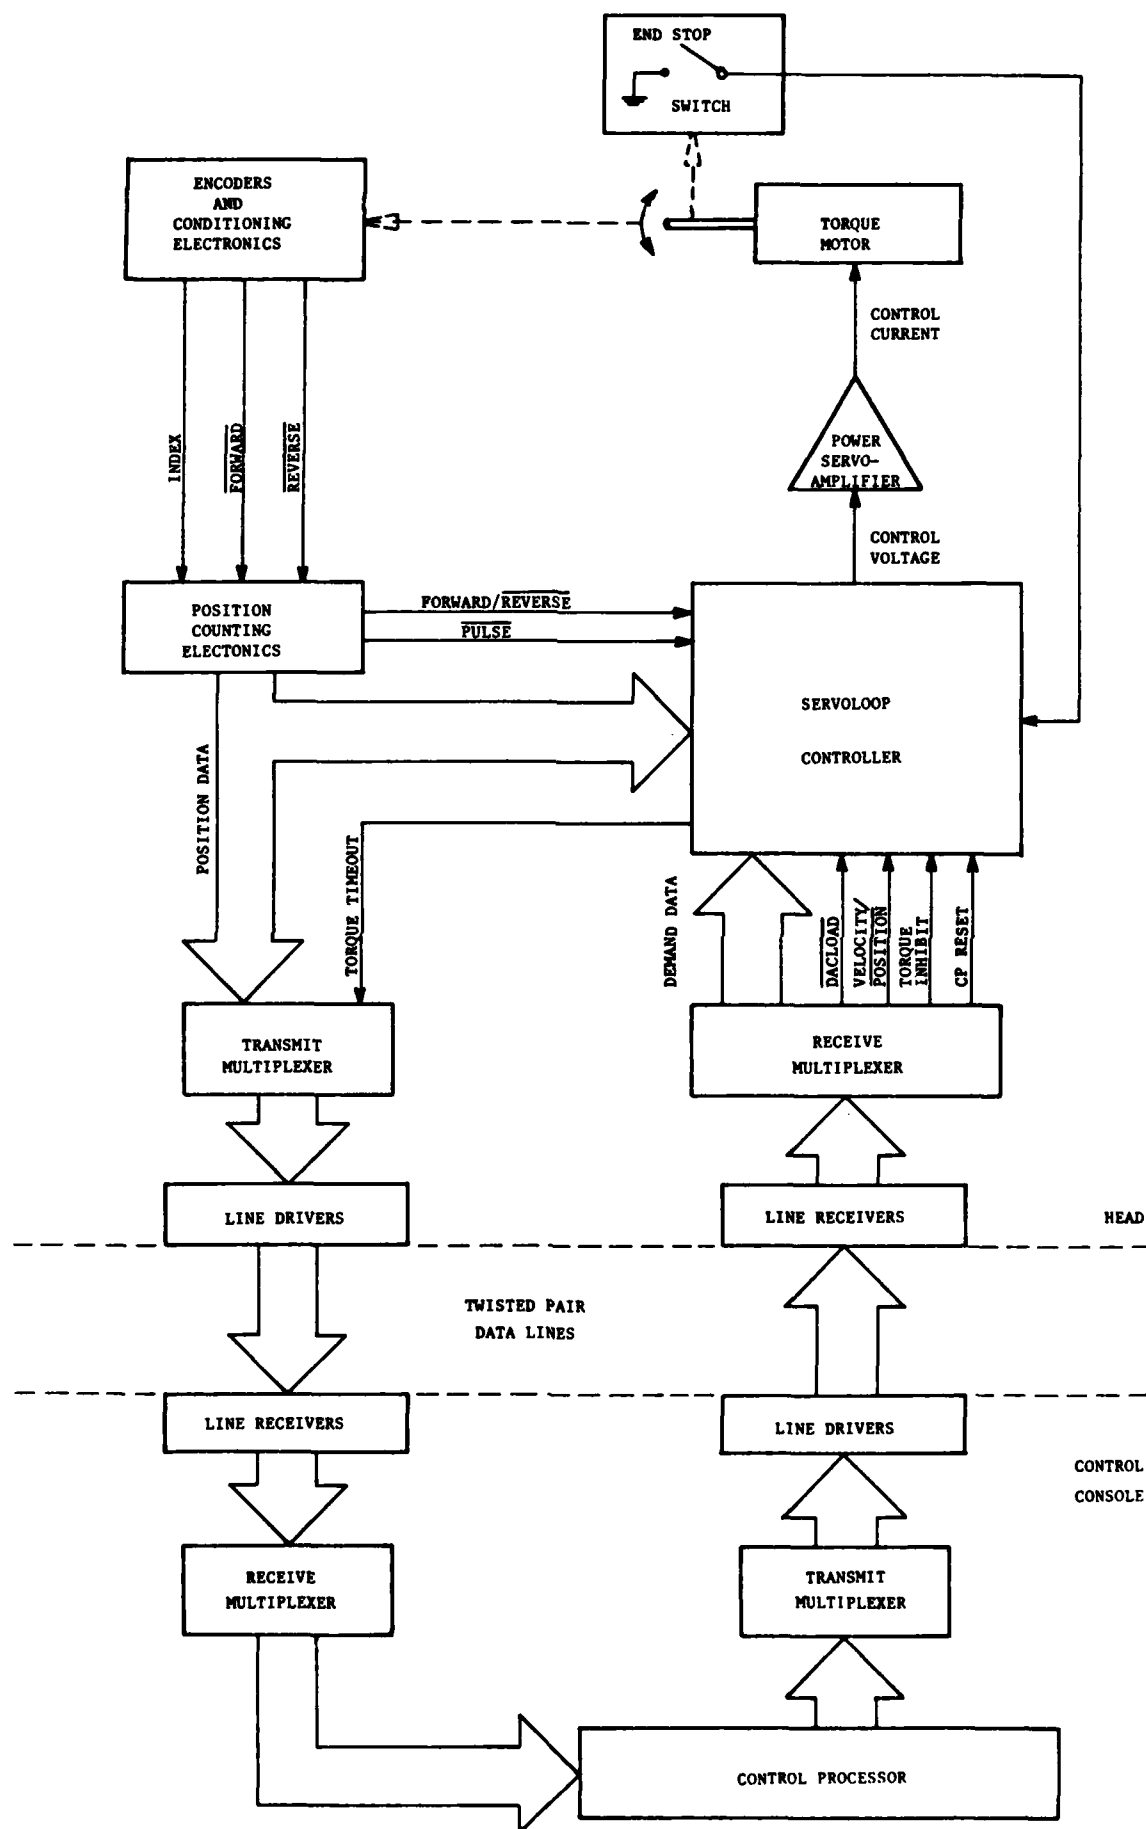 END STOP
SWITCH
ENCODERS
AND
CONDITIONING
ELECTRONICS
TORQUE
MOTOR
CONTROL
CURRENT
POWER
SERVO-
AMPLIFIER
CONTROL
VOLTAGE
INDEX
FORWARD
REVERSE
POSITION
COUNTING
ELECTONICS
FORWARD/REVERSE
PULSE
SERVOLOOP
CONTROLLER
POSITION DATA
TORQUE TIMEOUT
DEMAND DATA
DACLOAD
VELOCITY/
POSITION
TORQUE
INHIBIT
CP RESET
TRANSMIT
MULTIPLEXER
RECEIVE
MULTIPLEXER
LINE DRIVERS
LINE RECEIVERS
HEAD
TWISTED PAIR
DATA LINES
LINE RECEIVERS
LINE DRIVERS
CONTROL
CONSOLE
RECEIVE
MULTIPLEXER
TRANSMIT
MULTIPLEXER
CONTROL PROCESSOR